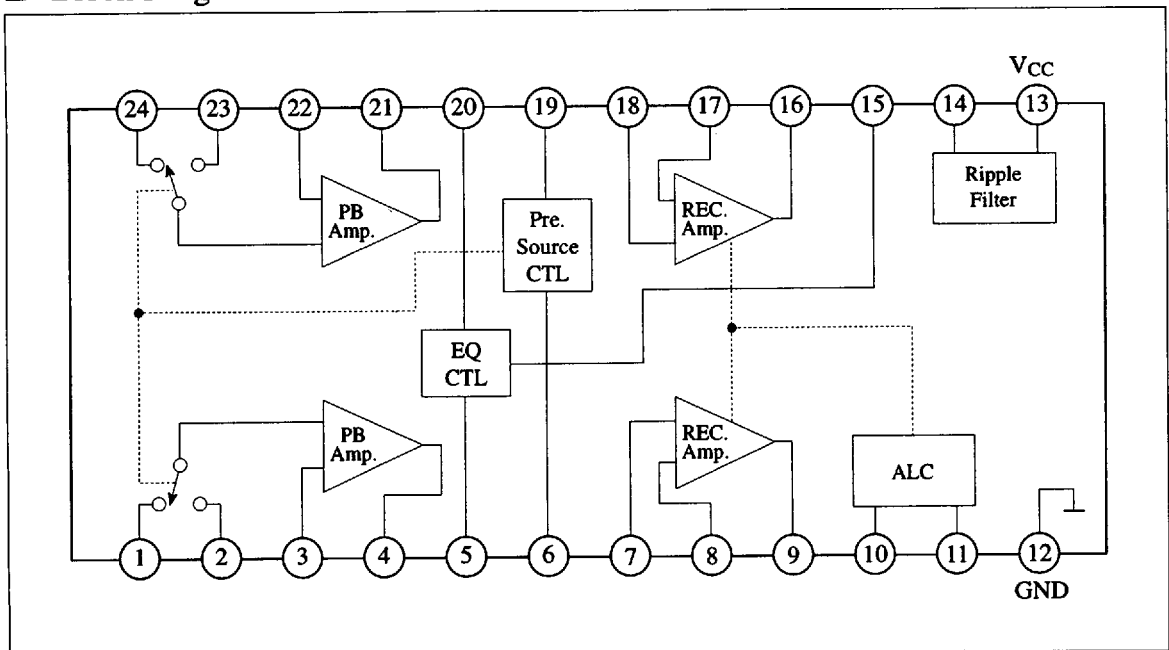 VCC
24 23 22 21 20 19 18 17 16 15 14 13
Ripple
Filter
PB
Amp.
Pre.
Source
CTL
REC.
Amp.
EQ
CTL
PB
Amp.
REC.
Amp.
ALC
1 2 3 4 5 6 7 8 9 10 11 12
GND